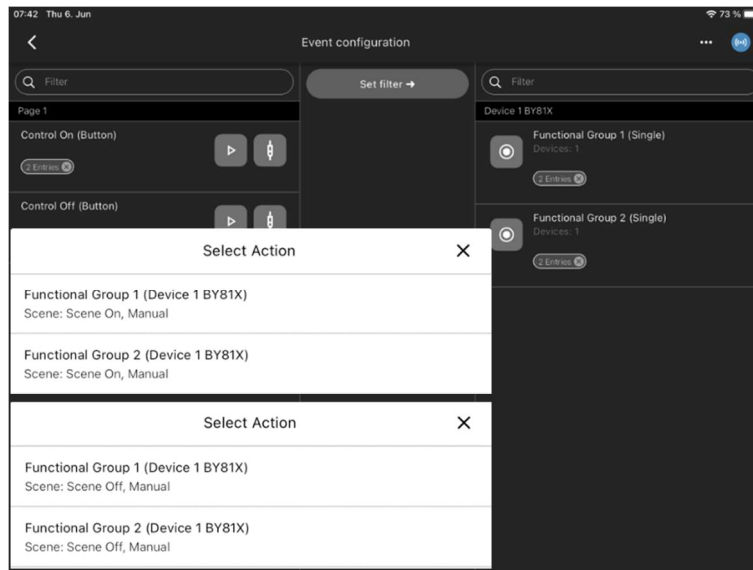 07:42 Thu 6. Jun
73 %
Event configuration
Filter
Set filter →
Filter
Page 1
Device 1 BY81X
Control On (Button)
2 Entries
Functional Group 1 (Single)
Devices: 1
2 Entries
Control Off (Button)
Functional Group 2 (Single)
Devices: 1
2 Entries
Select Action
Functional Group 1 (Device 1 BY81X)
Scene: Scene On, Manual
Functional Group 2 (Device 1 BY81X)
Scene: Scene On, Manual
Select Action
Functional Group 1 (Device 1 BY81X)
Scene: Scene Off, Manual
Functional Group 2 (Device 1 BY81X)
Scene: Scene Off, Manual